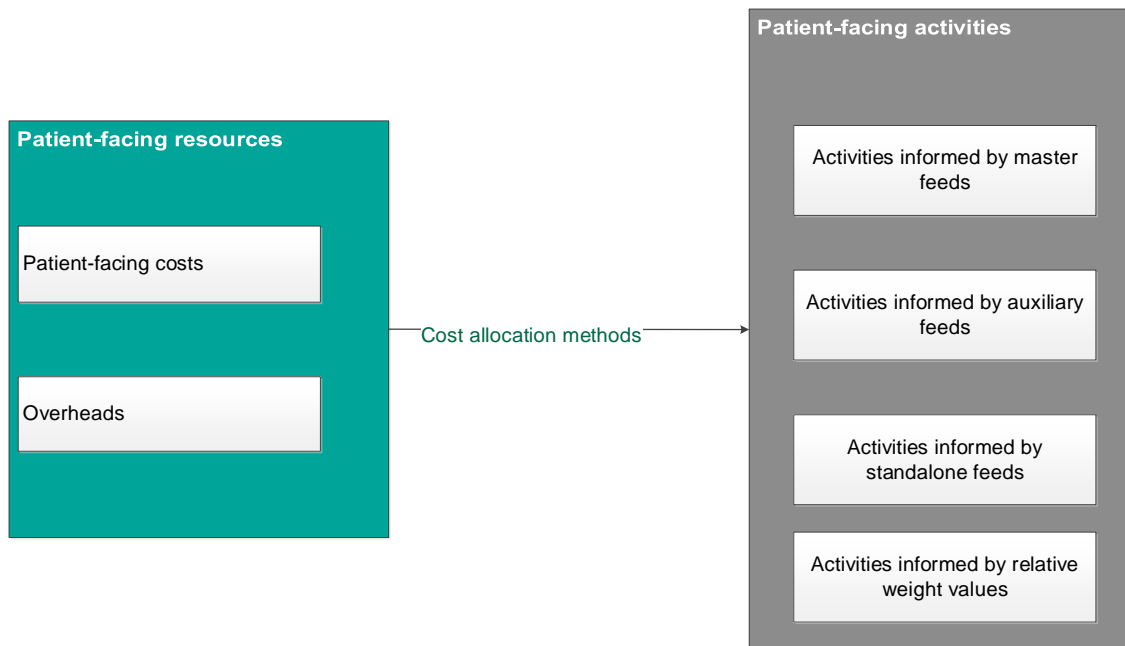 Patient-facing resources
Patient-facing costs
Overheads
Cost allocation methods
Patient-facing activities
Activities informed by master
feeds
Activities informed by auxiliary
feeds
Activities informed by
standalone feeds
Activities informed by relative
weight values